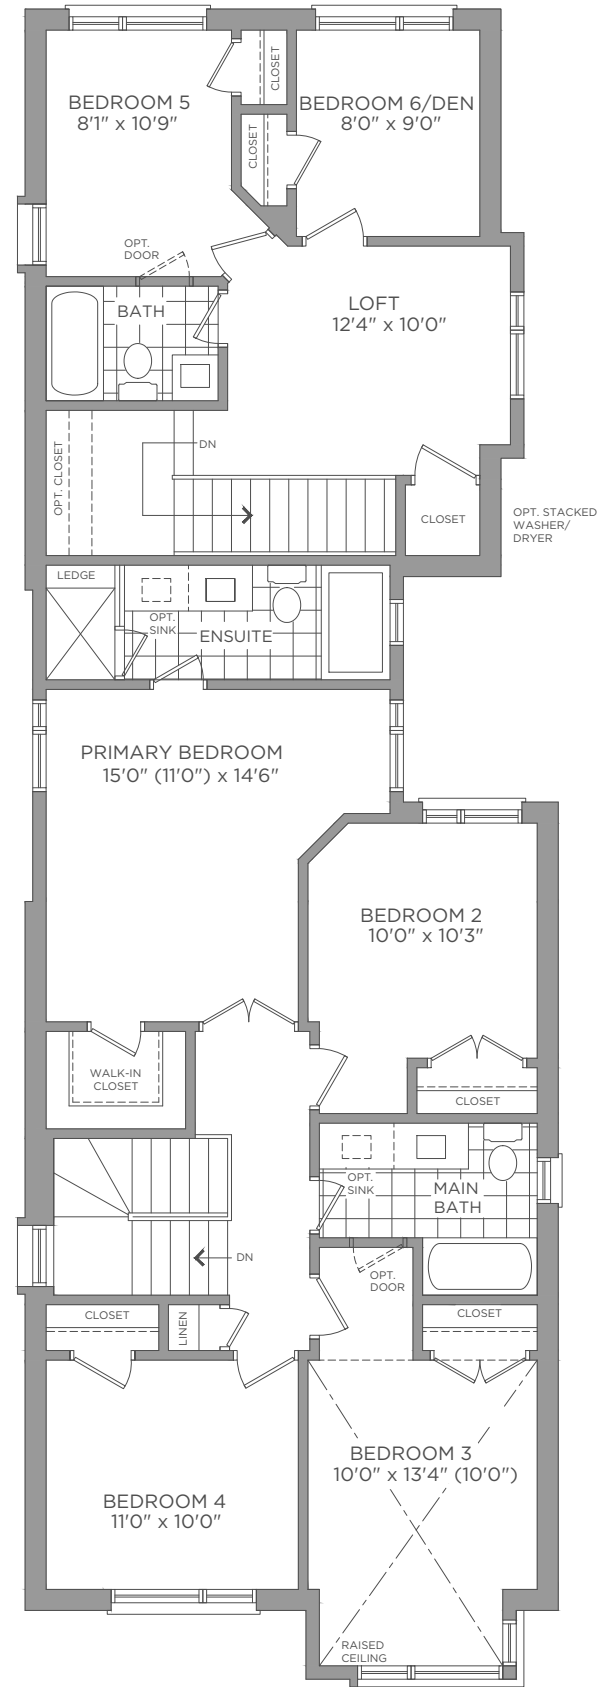 CLOSET
BEDROOM 5
8'1" x 10'9"
BEDROOM 6/DEN
8'0" x 9'0"
CLOSET
OPT.
DOOR
BATH
LOFT
12'4" x 10'0"
DN
OPT. CLOSET
CLOSET
OPT. STACKED
WASHER/
DRYER
LEDGE
OPT.
SINK
ENSUITE
PRIMARY BEDROOM
15'0" (11'0") x 14'6"
BEDROOM 2
10'0" x 10'3"
WALK-IN
CLOSET
CLOSET
OPT.
SINK
MAIN
BATH
DN
OPT.
DOOR
CLOSET
LINEN
CLOSET
BEDROOM 3
10'0" x 13'4" (10'0")
BEDROOM 4
11'0" x 10'0"
RAISED
CEILING